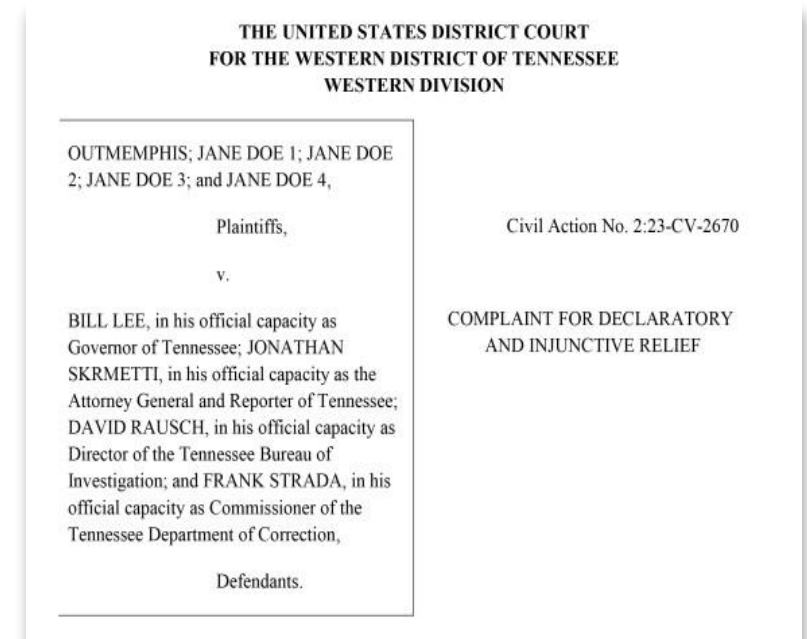 THE UNITED STATES DISTRICT COURT
FOR THE WESTERN DISTRICT OF TENNESSEE
WESTERN DIVISION
OUTMEMPHIS; JANE DOE 1; JANE DOE
2; JANE DOE 3; and JANE DOE 4,
Plaintiffs,
v.
BILL LEE, in his official capacity as
Governor of Tennessee; JONATHAN
SKRMETTI, in his official capacity as the
Attorney General and Reporter of Tennessee;
DAVID RAUSCH, in his official capacity as
Director of the Tennessee Bureau of
Investigation; and FRANK STRADA, in his
official capacity as Commissioner of the
Tennessee Department of Correction,
Defendants.
Civil Action No. 2:23-CV-2670
COMPLAINT FOR DECLARATORY
AND INJUNCTIVE RELIEF